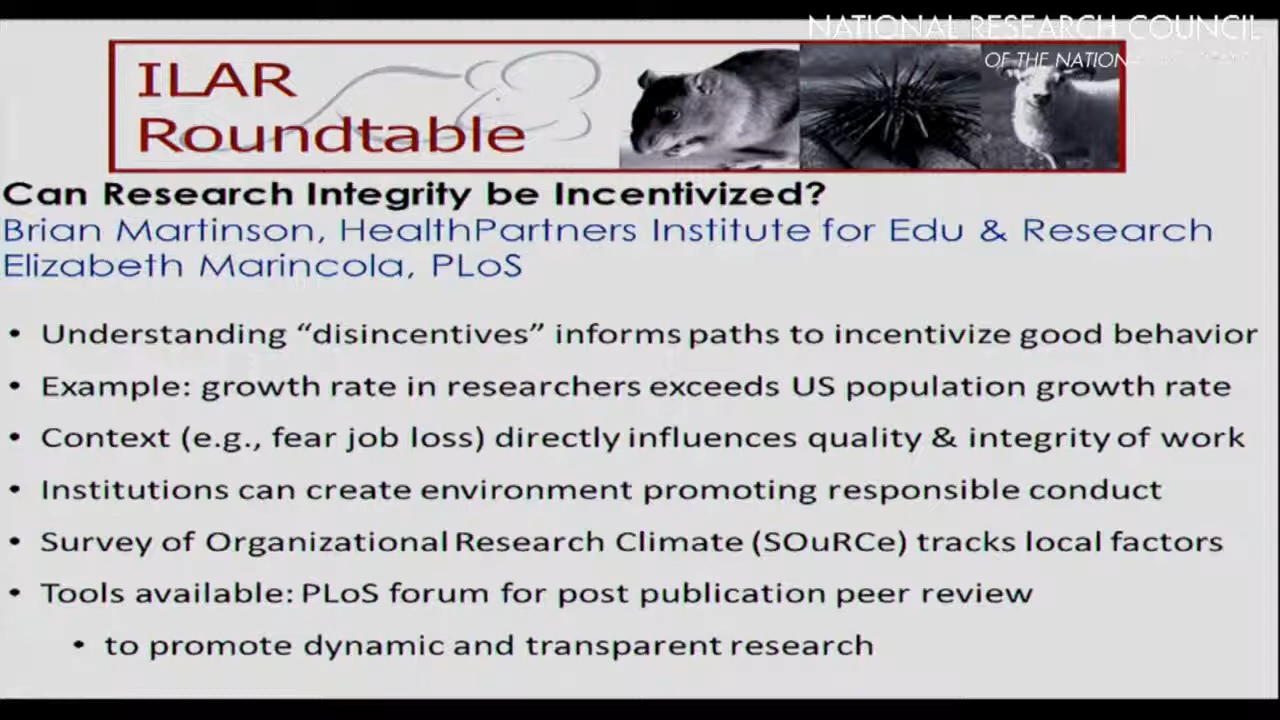 NATIONAL RESEARCH COUNCIL
OF THE NATION
ILAR
Roundtable
Can Research Integrity be Incentivized?
Brian Martinson, HealthPartners Institute for Edu & Research
Elizabeth Marincola, PLoS
• Understanding “disincentives” informs paths to incentivize good behavior
• Example: growth rate in researchers exceeds US population growth rate
• Context (e.g., fear job loss) directly influences quality & integrity of work
• Institutions can create environment promoting responsible conduct
• Survey of Organizational Research Climate (SOuRCe) tracks local factors
• Tools available: PLoS forum for post publication peer review
• to promote dynamic and transparent research